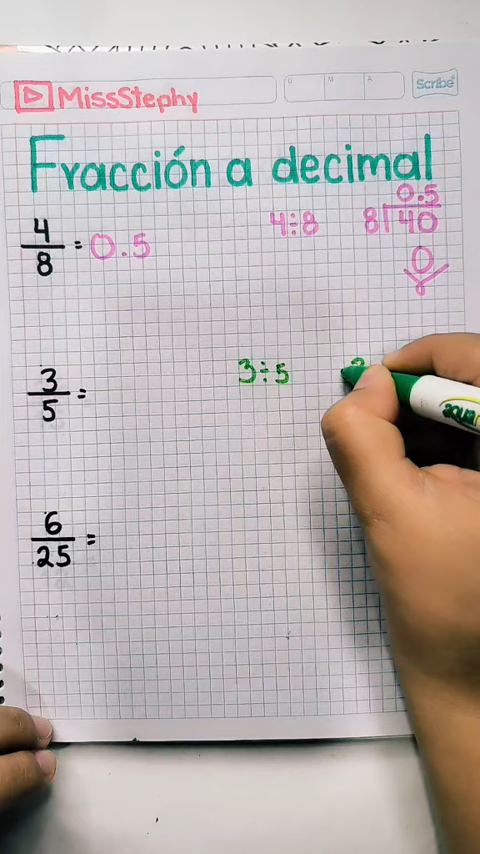 D M A
Scribe
MissStephy
Fracción a decimal
4/8 = 0.5
4÷8
0.5
8 40
0
3/5 =
3÷5
6/25 =